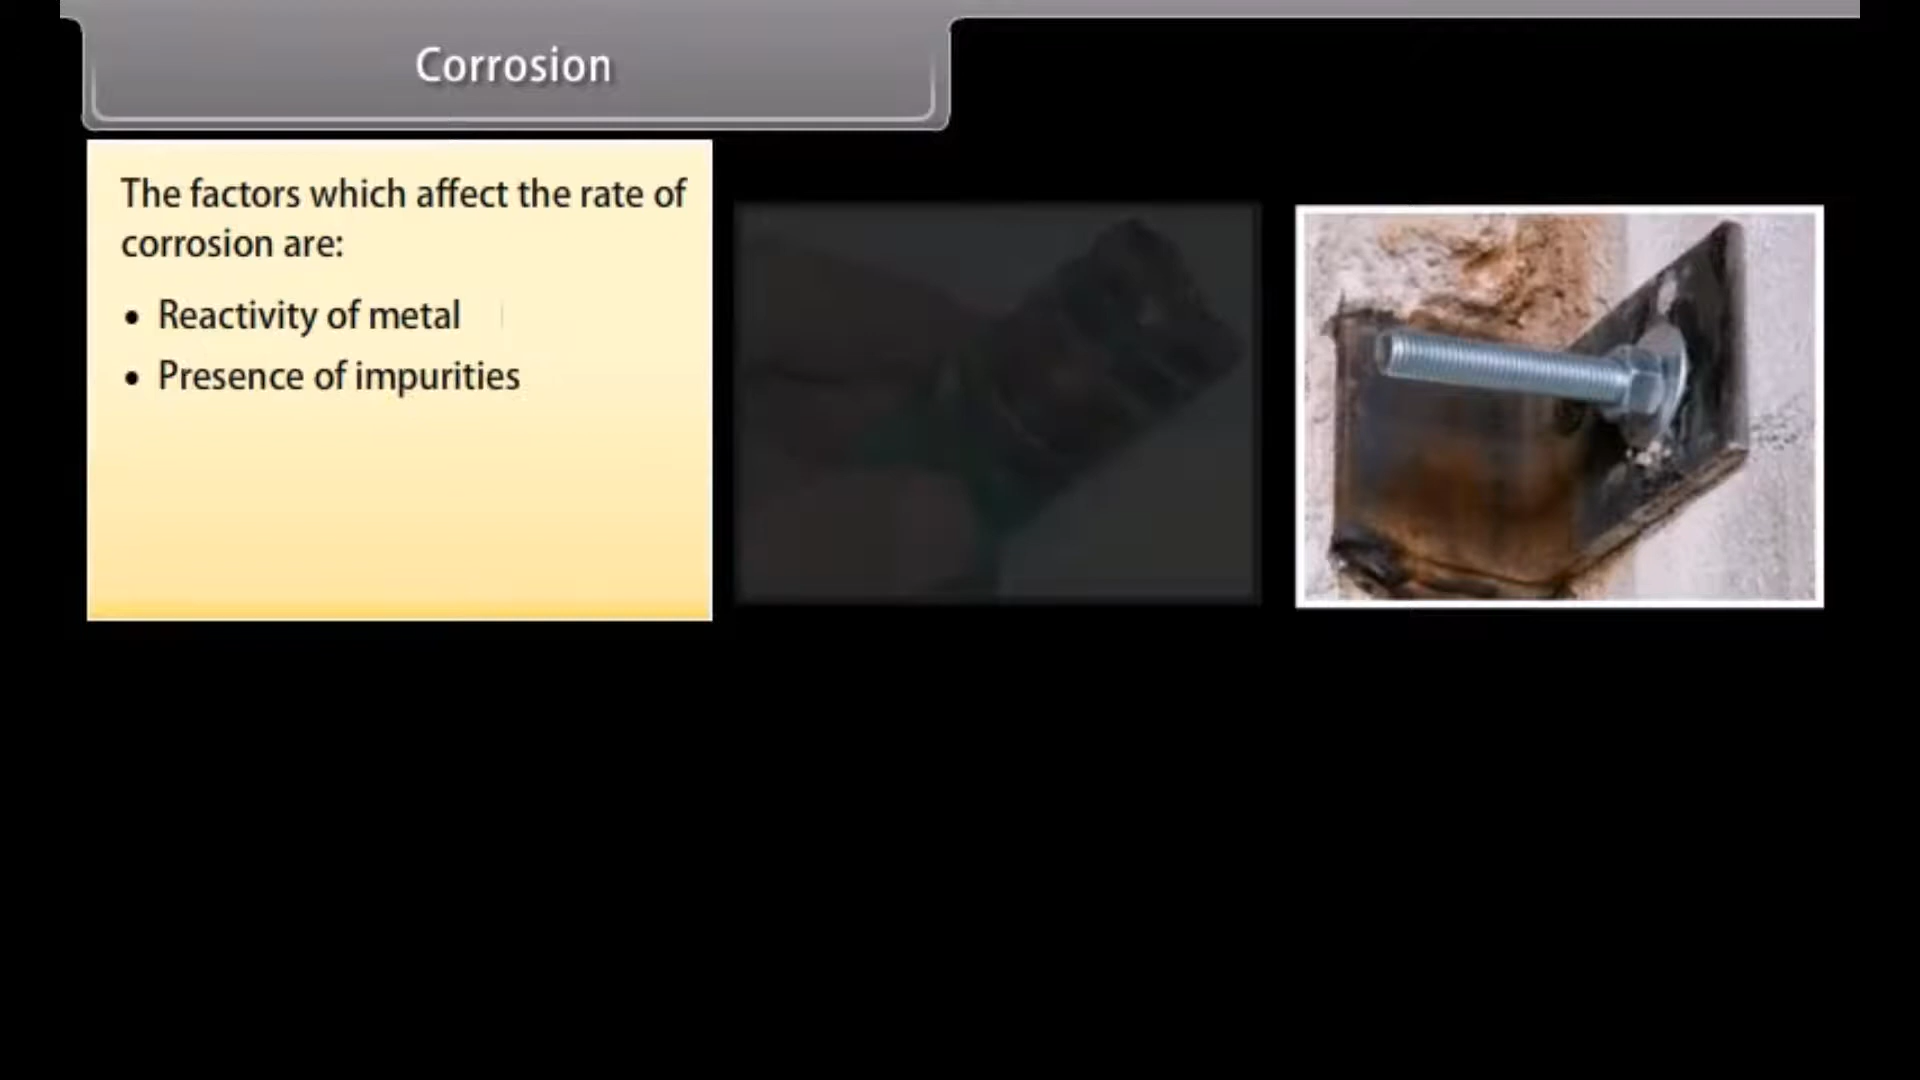 Corrosion
The factors which affect the rate of
corrosion are:
• Reactivity of metal
• Presence of impurities